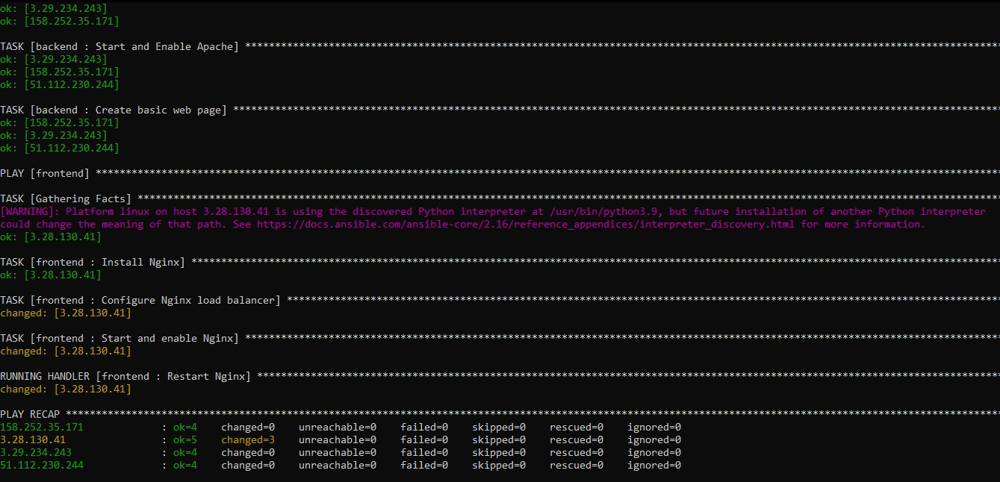 ok: [3.29.234.243]
ok: [158.252.35.171]
TASK [backend : Start and Enable Apache] ******************************************************************************************************************************
ok: [3.29.234.243]
ok: [158.252.35.171]
ok: [51.112.230.244]
TASK [backend : Create basic web page] ********************************************************************************************************************************
ok: [158.252.35.171]
ok: [3.29.234.243]
ok: [51.112.230.244]
PLAY [frontend] *******************************************************************************************************************************************************
TASK [Gathering Facts] ************************************************************************************************************************************************
[WARNING]: Platform linux on host 3.28.130.41 is using the discovered Python interpreter at /usr/bin/python3.9, but future installation of another Python interpreter
could change the meaning of that path. See https://docs.ansible.com/ansible-core/2.16/reference_appendices/interpreter_discovery.html for more information.
ok: [3.28.130.41]
TASK [frontend : Install Nginx] ***************************************************************************************************************************************
ok: [3.28.130.41]
TASK [frontend : Configure Nginx load balancer] ***********************************************************************************************************************
changed: [3.28.130.41]
TASK [frontend : Start and enable Nginx] ******************************************************************************************************************************
changed: [3.28.130.41]
RUNNING HANDLER [frontend : Restart Nginx] ****************************************************************************************************************************
changed: [3.28.130.41]
PLAY RECAP ************************************************************************************************************************************************************
158.252.35.171             : ok=4    changed=0    unreachable=0    failed=0    skipped=0    rescued=0    ignored=0
3.28.130.41                : ok=5    changed=3    unreachable=0    failed=0    skipped=0    rescued=0    ignored=0
3.29.234.243               : ok=4    changed=0    unreachable=0    failed=0    skipped=0    rescued=0    ignored=0
51.112.230.244             : ok=4    changed=0    unreachable=0    failed=0    skipped=0    rescued=0    ignored=0